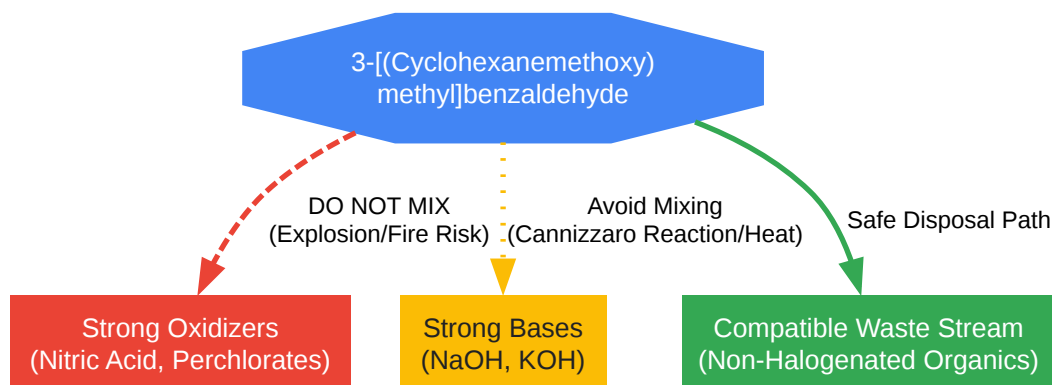 3-[(Cyclohexanemethoxy)
methyl]benzaldehyde
DO NOT MIX
(Explosion/Fire Risk)
Avoid Mixing
(Cannizzaro Reaction/Heat)
Safe Disposal Path
Strong Oxidizers
(Nitric Acid, Perchlorates)
Strong Bases
(NaOH, KOH)
Compatible Waste Stream
(Non-Halogenated Organics)